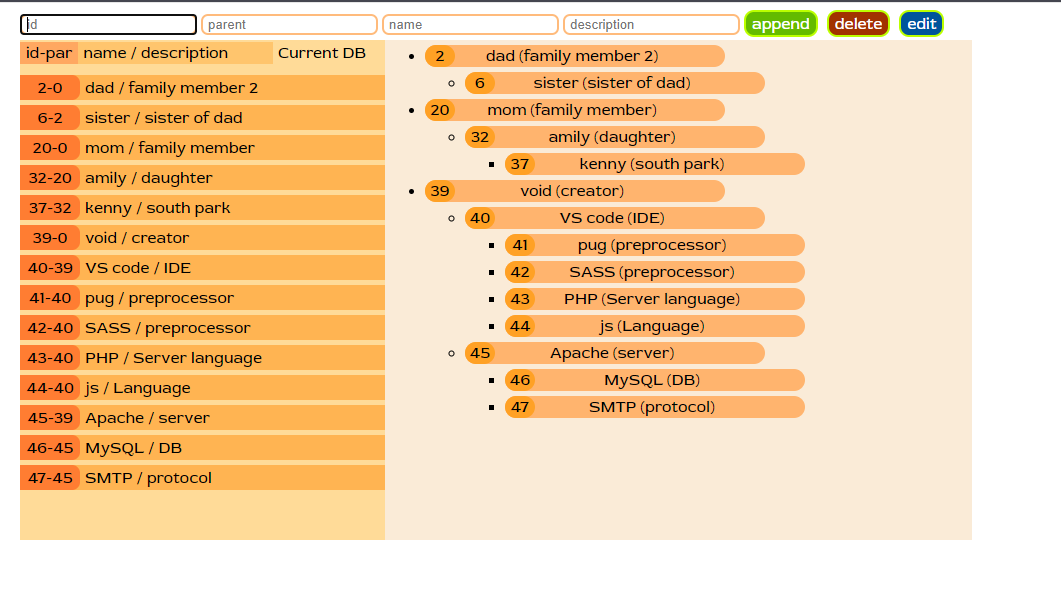 id parent name description append delete edit
id-par name / description Current DB
2-0 dad / family member 2
6-2 sister / sister of dad
20-0 mom / family member
32-20 amily / daughter
37-32 kenny / south park
39-0 void / creator
40-39 VS code / IDE
41-40 pug / preprocessor
42-40 SASS / preprocessor
43-40 PHP / Server language
44-40 js / Language
45-39 Apache / server
46-45 MySQL / DB
47-45 SMTP / protocol
2 dad (family member 2)
6 sister (sister of dad)
20 mom (family member)
32 amily (daughter)
37 kenny (south park)
39 void (creator)
40 VS code (IDE)
41 pug (preprocessor)
42 SASS (preprocessor)
43 PHP (Server language)
44 js (Language)
45 Apache (server)
46 MySQL (DB)
47 SMTP (protocol)